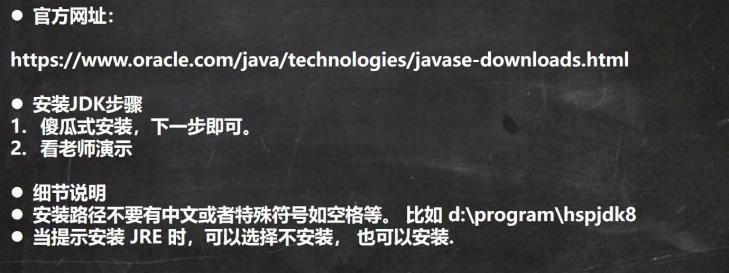 ● 官方网址：
https://www.oracle.com/java/technologies/javase-downloads.html
● 安装JDK步骤
1. 傻瓜式安装，下一步即可。
2. 看老师演示
● 细节说明
● 安装路径不要有中文或者特殊符号如空格等。 比如 d:\program\hspjdk8
● 当提示安装 JRE 时，可以选择不安装， 也可以安装.